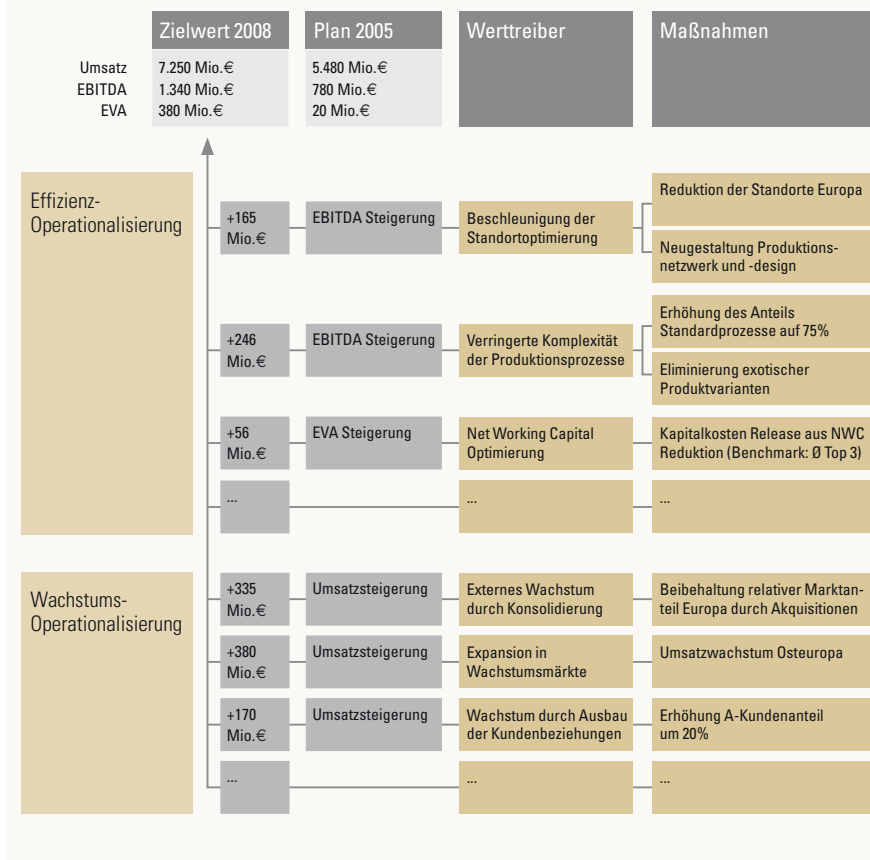 Zielwert 2008
Plan 2005
Werttreiber
Maßnahmen
Umsatz
7.250 Mio.€
5.480 Mio.€
EBITDA
1.340 Mio.€
780 Mio.€
EVA
380 Mio.€
20 Mio.€
Effizienz-
Operationalisierung
+165
Mio.€
EBITDA Steigerung
Beschleunigung der
Standortoptimierung
Reduktion der Standorte Europa
Neugestaltung Produktions-
netzwerk und -design
+246
Mio.€
EBITDA Steigerung
Verringerte Komplexität
der Produktionsprozesse
Erhöhung des Anteils
Standardprozesse auf 75%
Eliminierung exotischer
Produktvarianten
+56
Mio.€
EVA Steigerung
Net Working Capital
Optimierung
Kapitalkosten Release aus NWC
Reduktion (Benchmark: Ø Top 3)
...
...
...
Wachstums-
Operationalisierung
+335
Mio.€
Umsatzsteigerung
Externes Wachstum
durch Konsolidierung
Beibehaltung relativer Marktan-
teil Europa durch Akquisitionen
+380
Mio.€
Umsatzsteigerung
Expansion in
Wachstumsmärkte
Umsatzwachstum Osteuropa
+170
Mio.€
Umsatzsteigerung
Wachstum durch Ausbau
der Kundenbeziehungen
Erhöhung A-Kundenanteil
um 20%
...
...
...